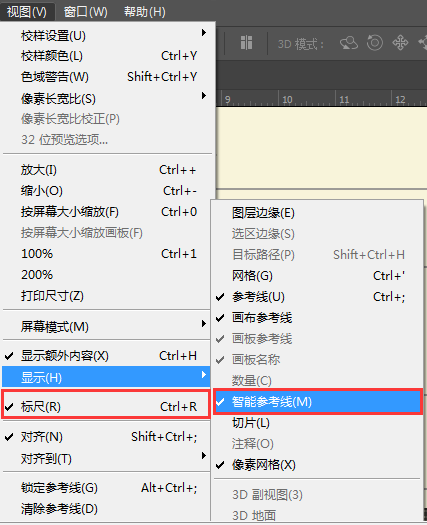 视图(V) 窗口(W) 帮助(H)
校样设置(U)
校样颜色(L) Ctrl+Y
色域警告(W) Shift+Ctrl+Y
像素长宽比(S)
像素长宽比校正(P)
32 位预览选项...
放大(I) Ctrl++
缩小(O) Ctrl+-
按屏幕大小缩放(F) Ctrl+0
按屏幕大小缩放画板(F)
100% Ctrl+1
200%
打印尺寸(Z)
屏幕模式(M)
显示额外内容(X) Ctrl+H
显示(H)
标尺(R) Ctrl+R
对齐(N) Shift+Ctrl+;
对齐到(T)
锁定参考线(G) Alt+Ctrl+;
清除参考线(D)
3D 模式:
9 10 11 12
图层边缘(E)
选区边缘(S)
目标路径(P) Shift+Ctrl+H
网格(G) Ctrl+'
参考线(U) Ctrl+;
画布参考线
画板参考线
画板名称
数量(C)
智能参考线(M)
切片(L)
注释(O)
像素网格(X)
3D 副视图(3)
3D 地面